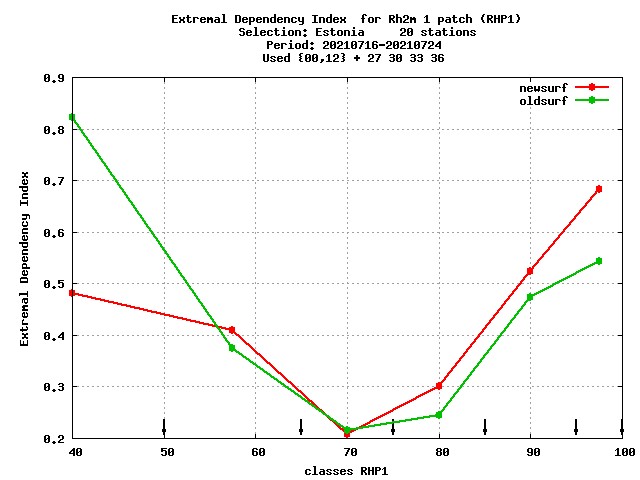 Extremal Dependency Index  for Rh2m 1 patch (RHP1)
Selection: Estonia     20 stations
Period: 20210716-20210724
Used {00,12} + 27 30 33 36
newsurf
oldsurf
Extremal Dependency Index
0.9
0.8
0.7
0.6
0.5
0.4
0.3
0.2
40 50 60 70 80 90 100
classes RHP1